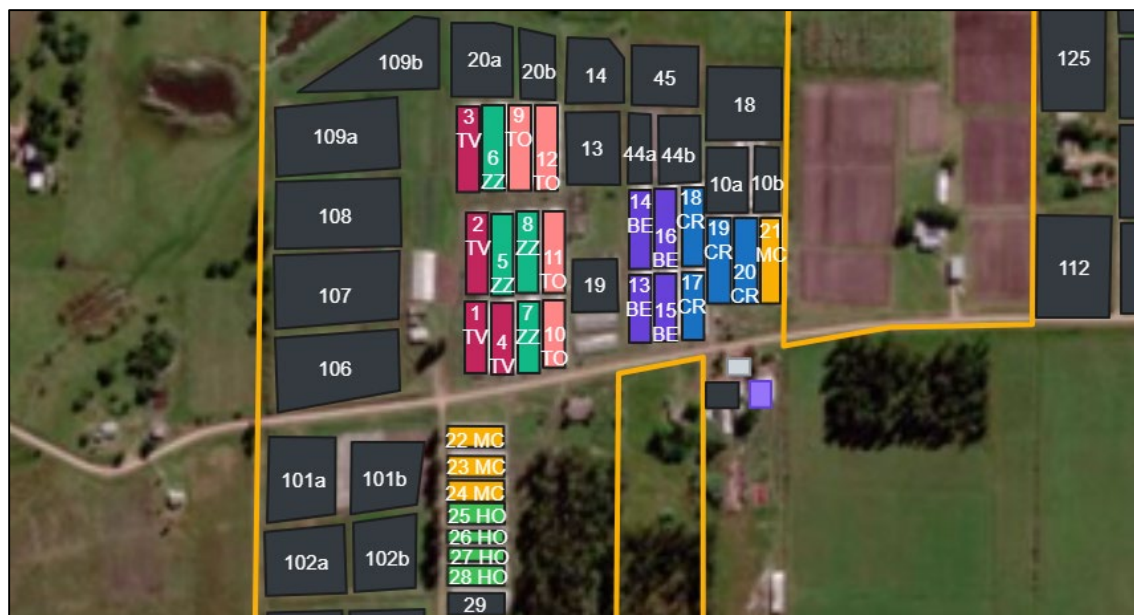 109b
20a
20b
14
45
18
125
109a
3
TV
6
ZZ
9
TO
12
TO
13
44a
44b
10a
10b
108
2
TV
5
ZZ
8
ZZ
11
TO
14
BE
16
BE
18
CR
19
CR
20
CR
21
MC
112
107
19
13
BE
15
BE
17
CR
1
TV
4
TV
7
ZZ
10
TO
106
22 MC
23 MC
24 MC
25 HO
26 HO
27 HO
28 HO
29
101a
101b
102a
102b